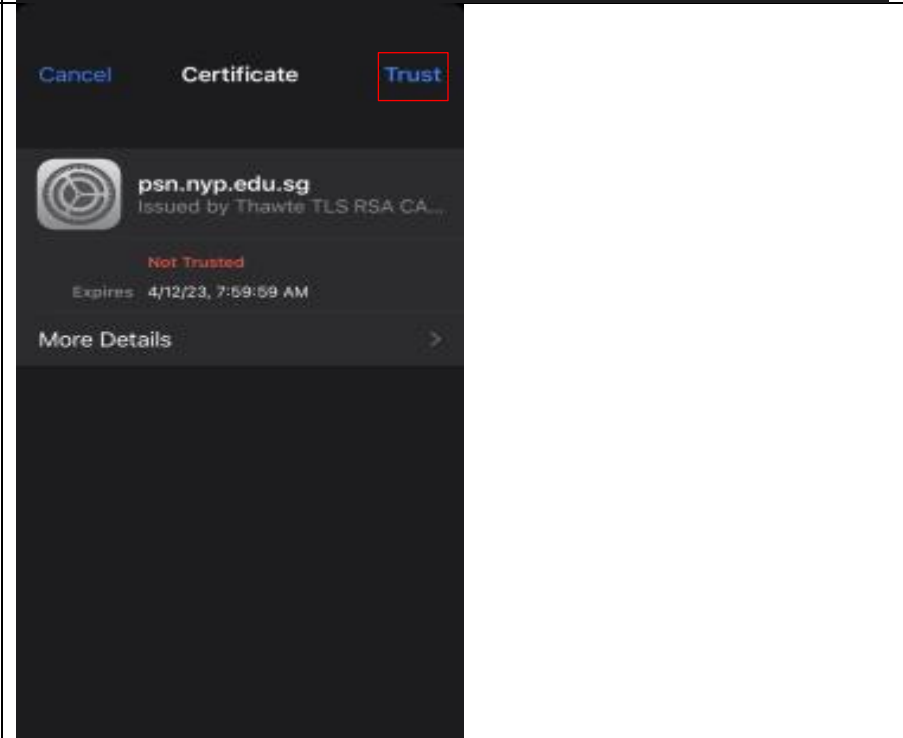 Cancel Certificate Trust
psn.nyp.edu.sg
Issued by Thawte TLS RSA CA...
Not Trusted
Expires 4/12/23, 7:59:59 AM
More Details >